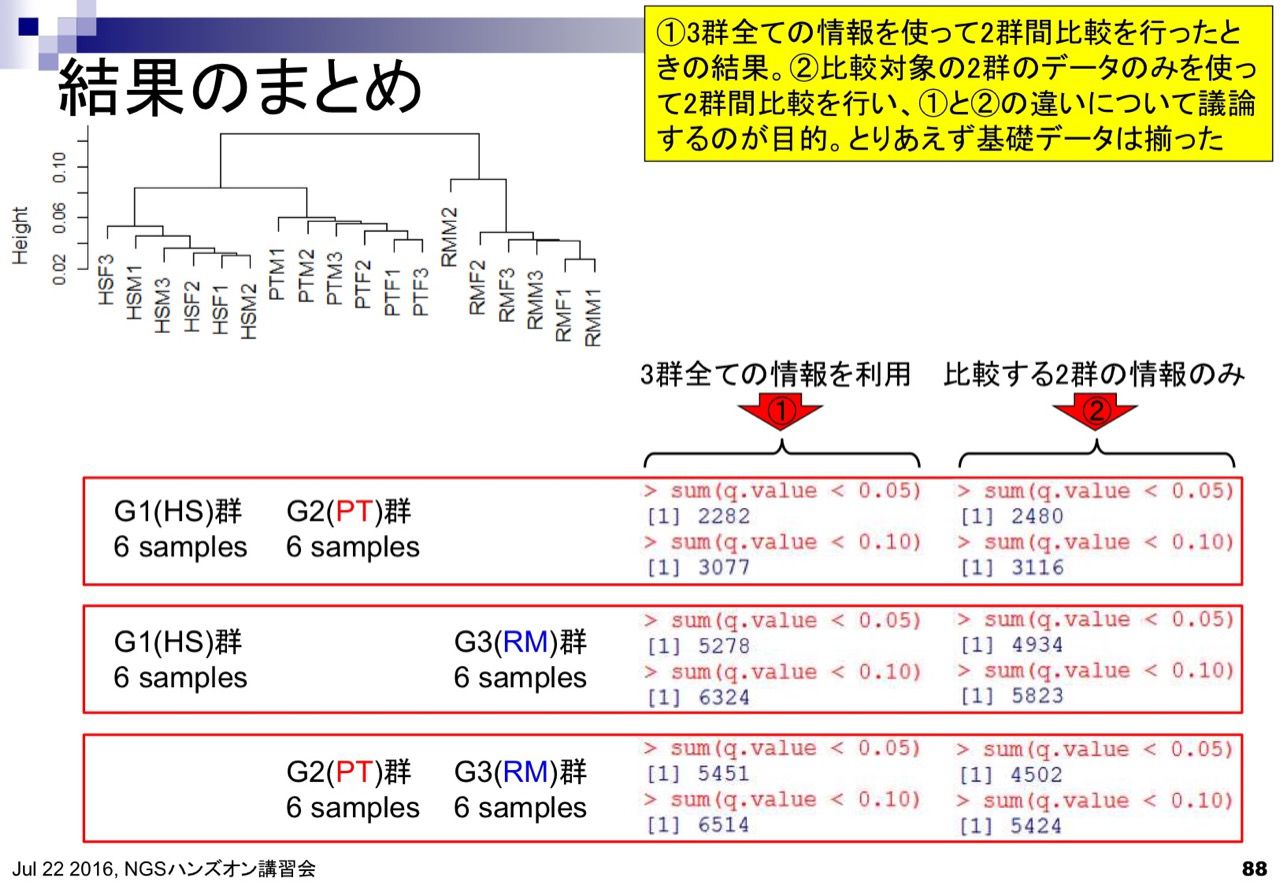 結果のまとめ
①3群全ての情報を使って2群間比較を行ったと
きの結果。②比較対象の2群のデータのみを使っ
て2群間比較を行い、①と②の違いについて議論
するのが目的。とりあえず基礎データは揃った
Height
0.02 0.06 0.10
HSF3
HSM1
HSM3
HSF2
HSF1
HSM2
PTM1
PTM2
PTM3
PTF2
PTF1
PTF3
RMM2
RMF2
RMF3
RMM3
RMF1
RMM1
3群全ての情報を利用 比較する2群の情報のみ
① ②
G1(HS)群 G2(PT)群
6 samples 6 samples
> sum(q.value < 0.05)
[1] 2282
> sum(q.value < 0.10)
[1] 3077
> sum(q.value < 0.05)
[1] 2480
> sum(q.value < 0.10)
[1] 3116
G1(HS)群 G3(RM)群
6 samples 6 samples
> sum(q.value < 0.05)
[1] 5278
> sum(q.value < 0.10)
[1] 6324
> sum(q.value < 0.05)
[1] 4934
> sum(q.value < 0.10)
[1] 5823
G2(PT)群 G3(RM)群
6 samples 6 samples
> sum(q.value < 0.05)
[1] 5451
> sum(q.value < 0.10)
[1] 6514
> sum(q.value < 0.05)
[1] 4502
> sum(q.value < 0.10)
[1] 5424
Jul 22 2016, NGSハンズオン講習会
88